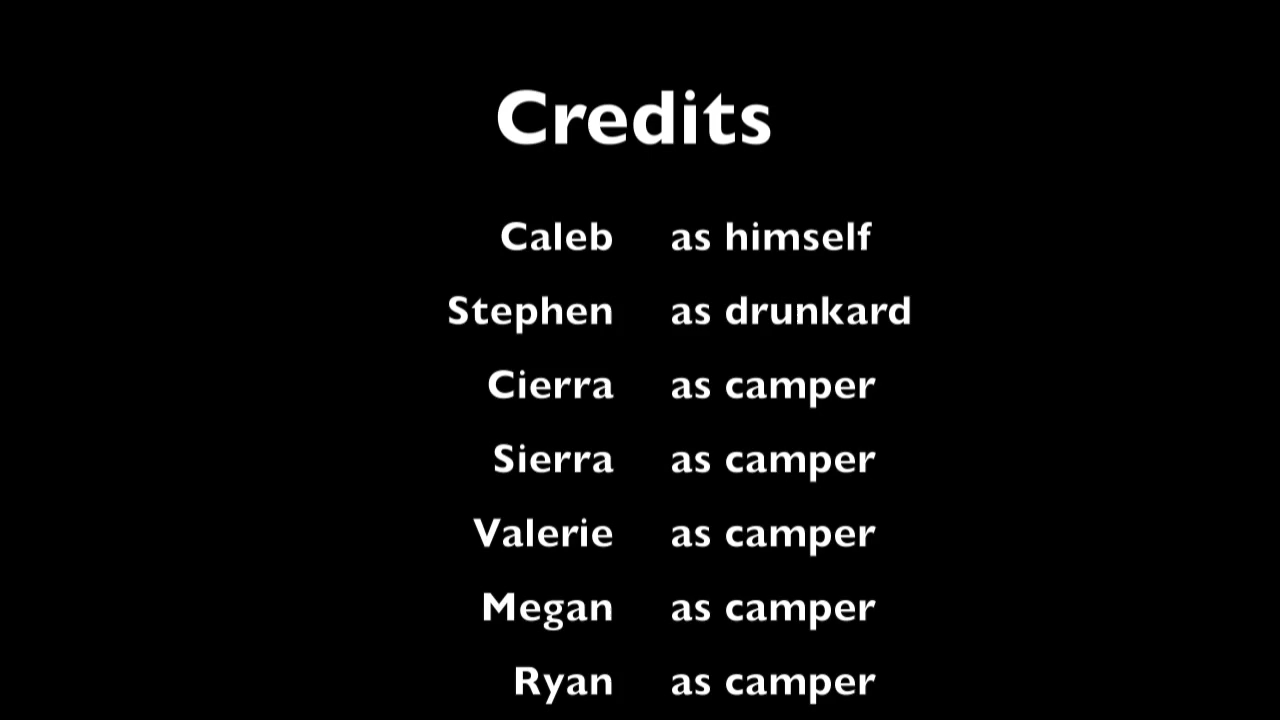 Credits
Caleb as himself
Stephen as drunkard
Cierra as camper
Sierra as camper
Valerie as camper
Megan as camper
Ryan as camper